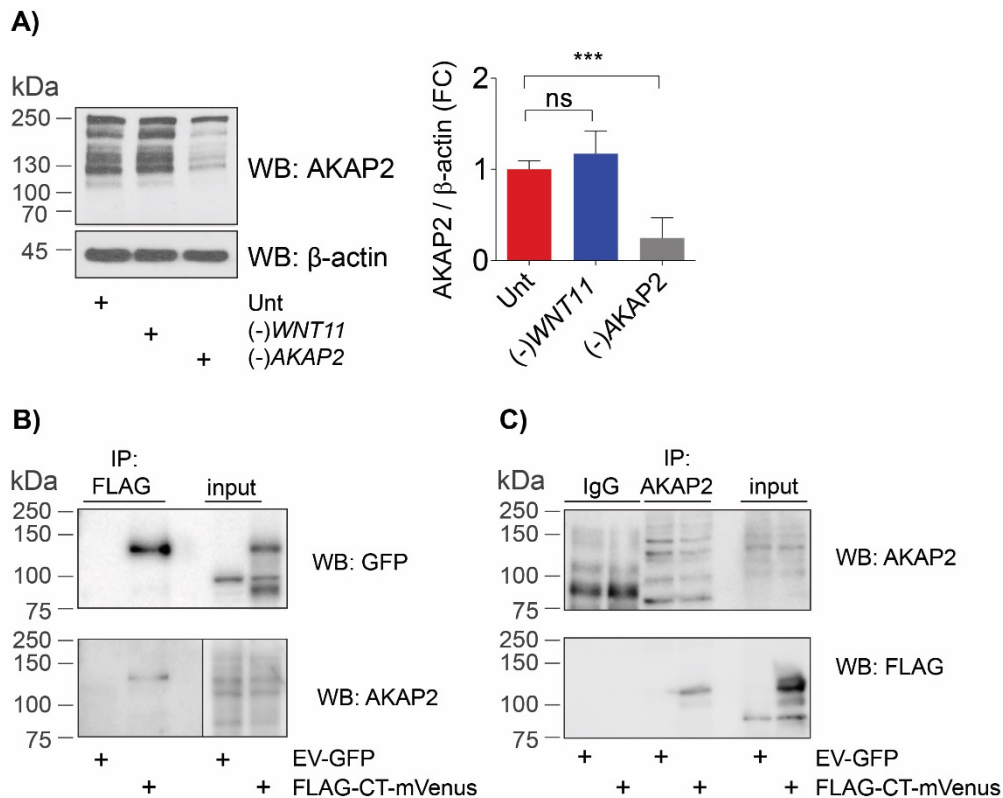 A)
kDa
250
130
100
70
45
WB: AKAP2
WB: β-actin
+ Unt
+ (-)WNT11
+ (-)AKAP2
AKAP2 / β-actin (FC)
2
1
0
***
ns
Unt
(-)WNT11
(-)AKAP2
B)
IP:
kDa FLAG input
250
150
100
75
WB: GFP
250
150
100
75
WB: AKAP2
+ + EV-GFP
+ + FLAG-CT-mVenus
C)
IP:
kDa IgG AKAP2 input
250
150
100
75
WB: AKAP2
250
150
100
75
WB: FLAG
+ + + EV-GFP
+ + + FLAG-CT-mVenus